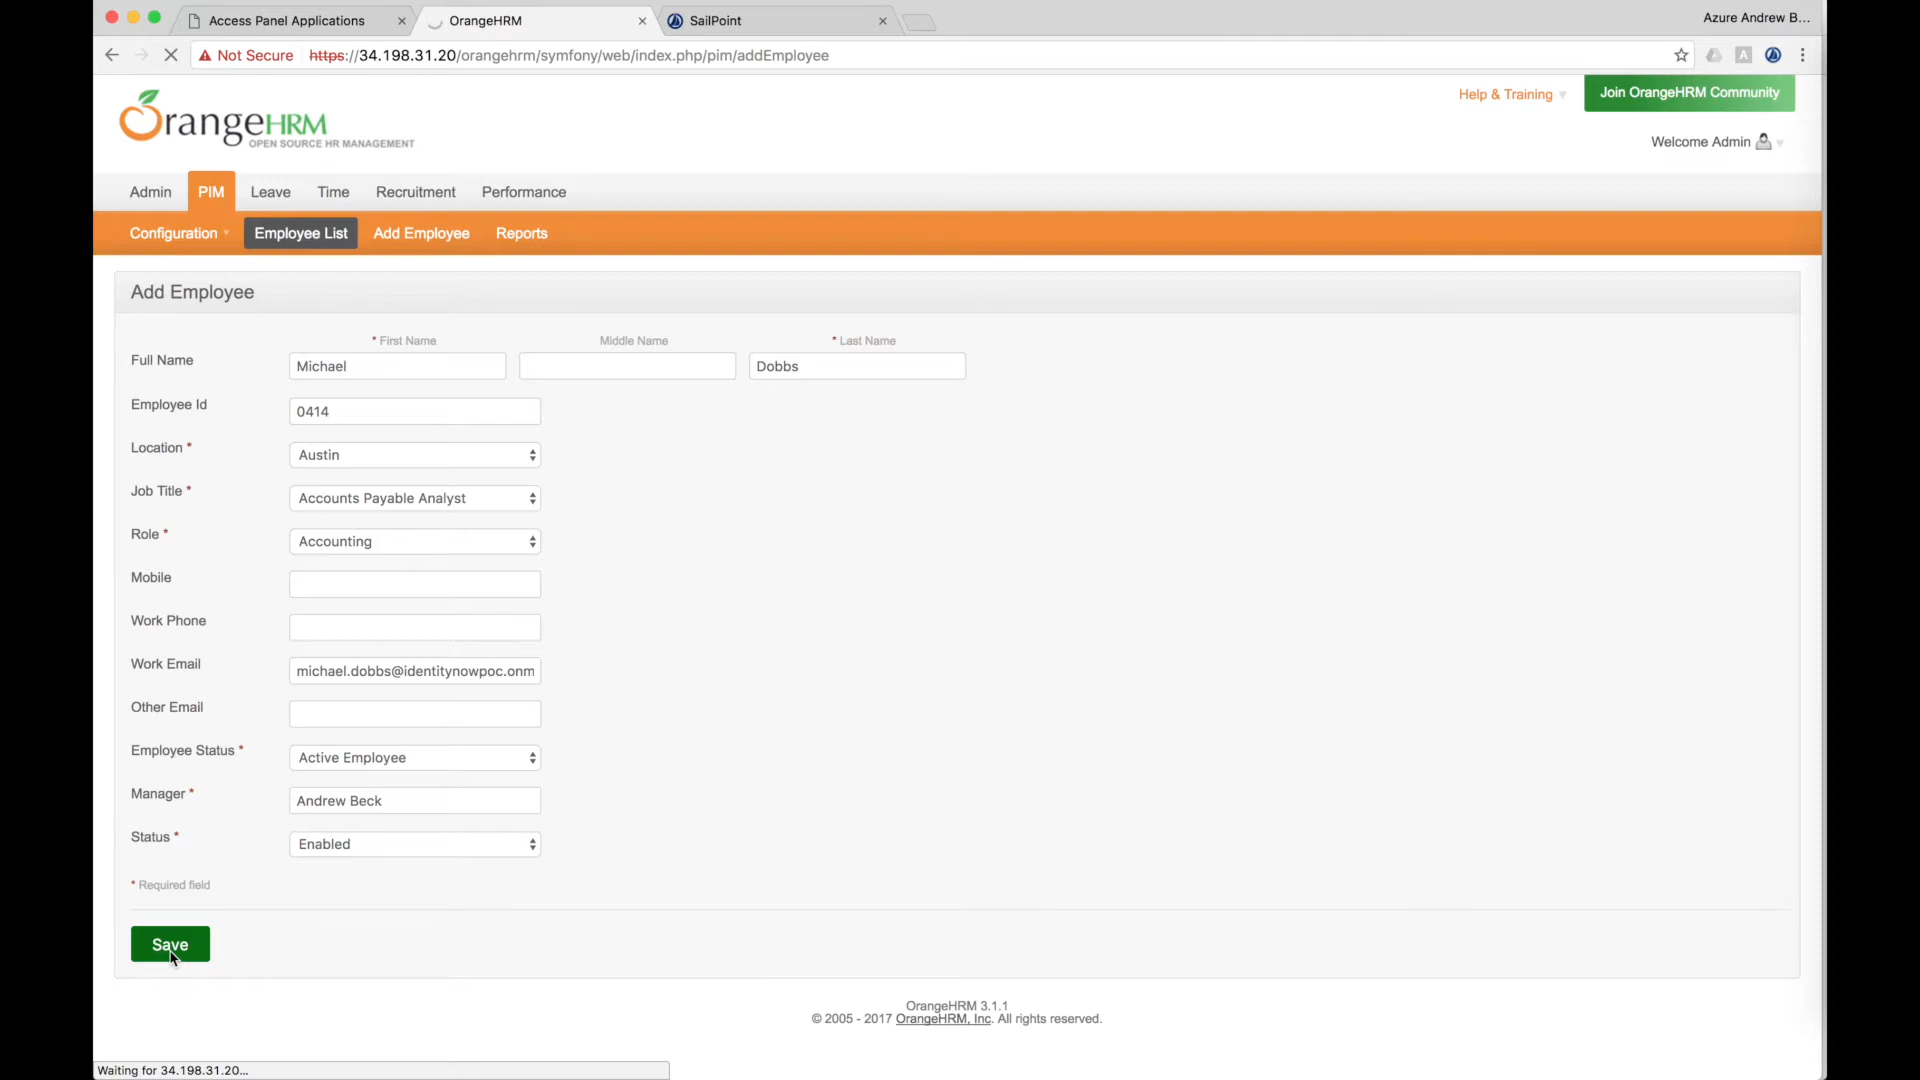 Access Panel Applications
OrangeHRM
SailPoint
Azure Andrew B...
Not Secure
https://34.198.31.20/orangehrm/symfony/web/index.php/pim/addEmployee
OrangeHRM
OPEN SOURCE HR MANAGEMENT
Help & Training
Join OrangeHRM Community
Welcome Admin
Admin PIM Leave Time Recruitment Performance
Configuration Employee List Add Employee Reports
Add Employee
* First Name Middle Name * Last Name
Full Name Michael Dobbs
Employee Id 0414
Location * Austin
Job Title * Accounts Payable Analyst
Role * Accounting
Mobile
Work Phone
Work Email michael.dobbs@identitynowpoc.onm
Other Email
Employee Status * Active Employee
Manager * Andrew Beck
Status * Enabled
* Required field
Save
OrangeHRM 3.1.1
© 2005 - 2017 OrangeHRM, Inc. All rights reserved.
Waiting for 34.198.31.20...